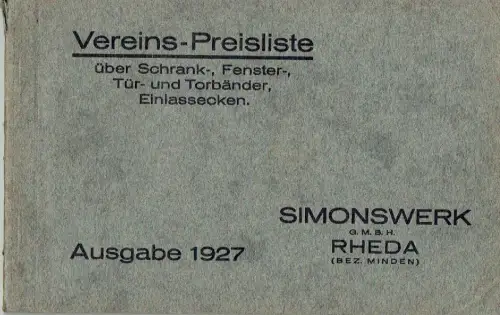 Vereins-Preisliste
über Schrank-, Fenster-,
Tür- und Torbänder,
Einlassecken.
SIMONSWERK
G. M. B. H.
RHEDA
(BEZ. MINDEN)
Ausgabe 1927